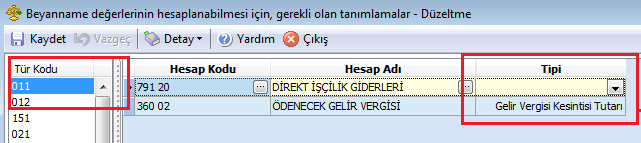 Beyanname değerlerinin hesaplanabilmesi için, gerekli olan tanımlamalar - Düzeltme
Kaydet Vazgeç Detay Yardım Çıkış
Tür Kodu Hesap Kodu Hesap Adı Tipi
011 791 20 ... DİREKT İŞÇİLİK GİDERLERİ ...
012 360 02 ÖDENECEK GELİR VERGİSİ Gelir Vergisi Kesintisi Tutarı
151
021